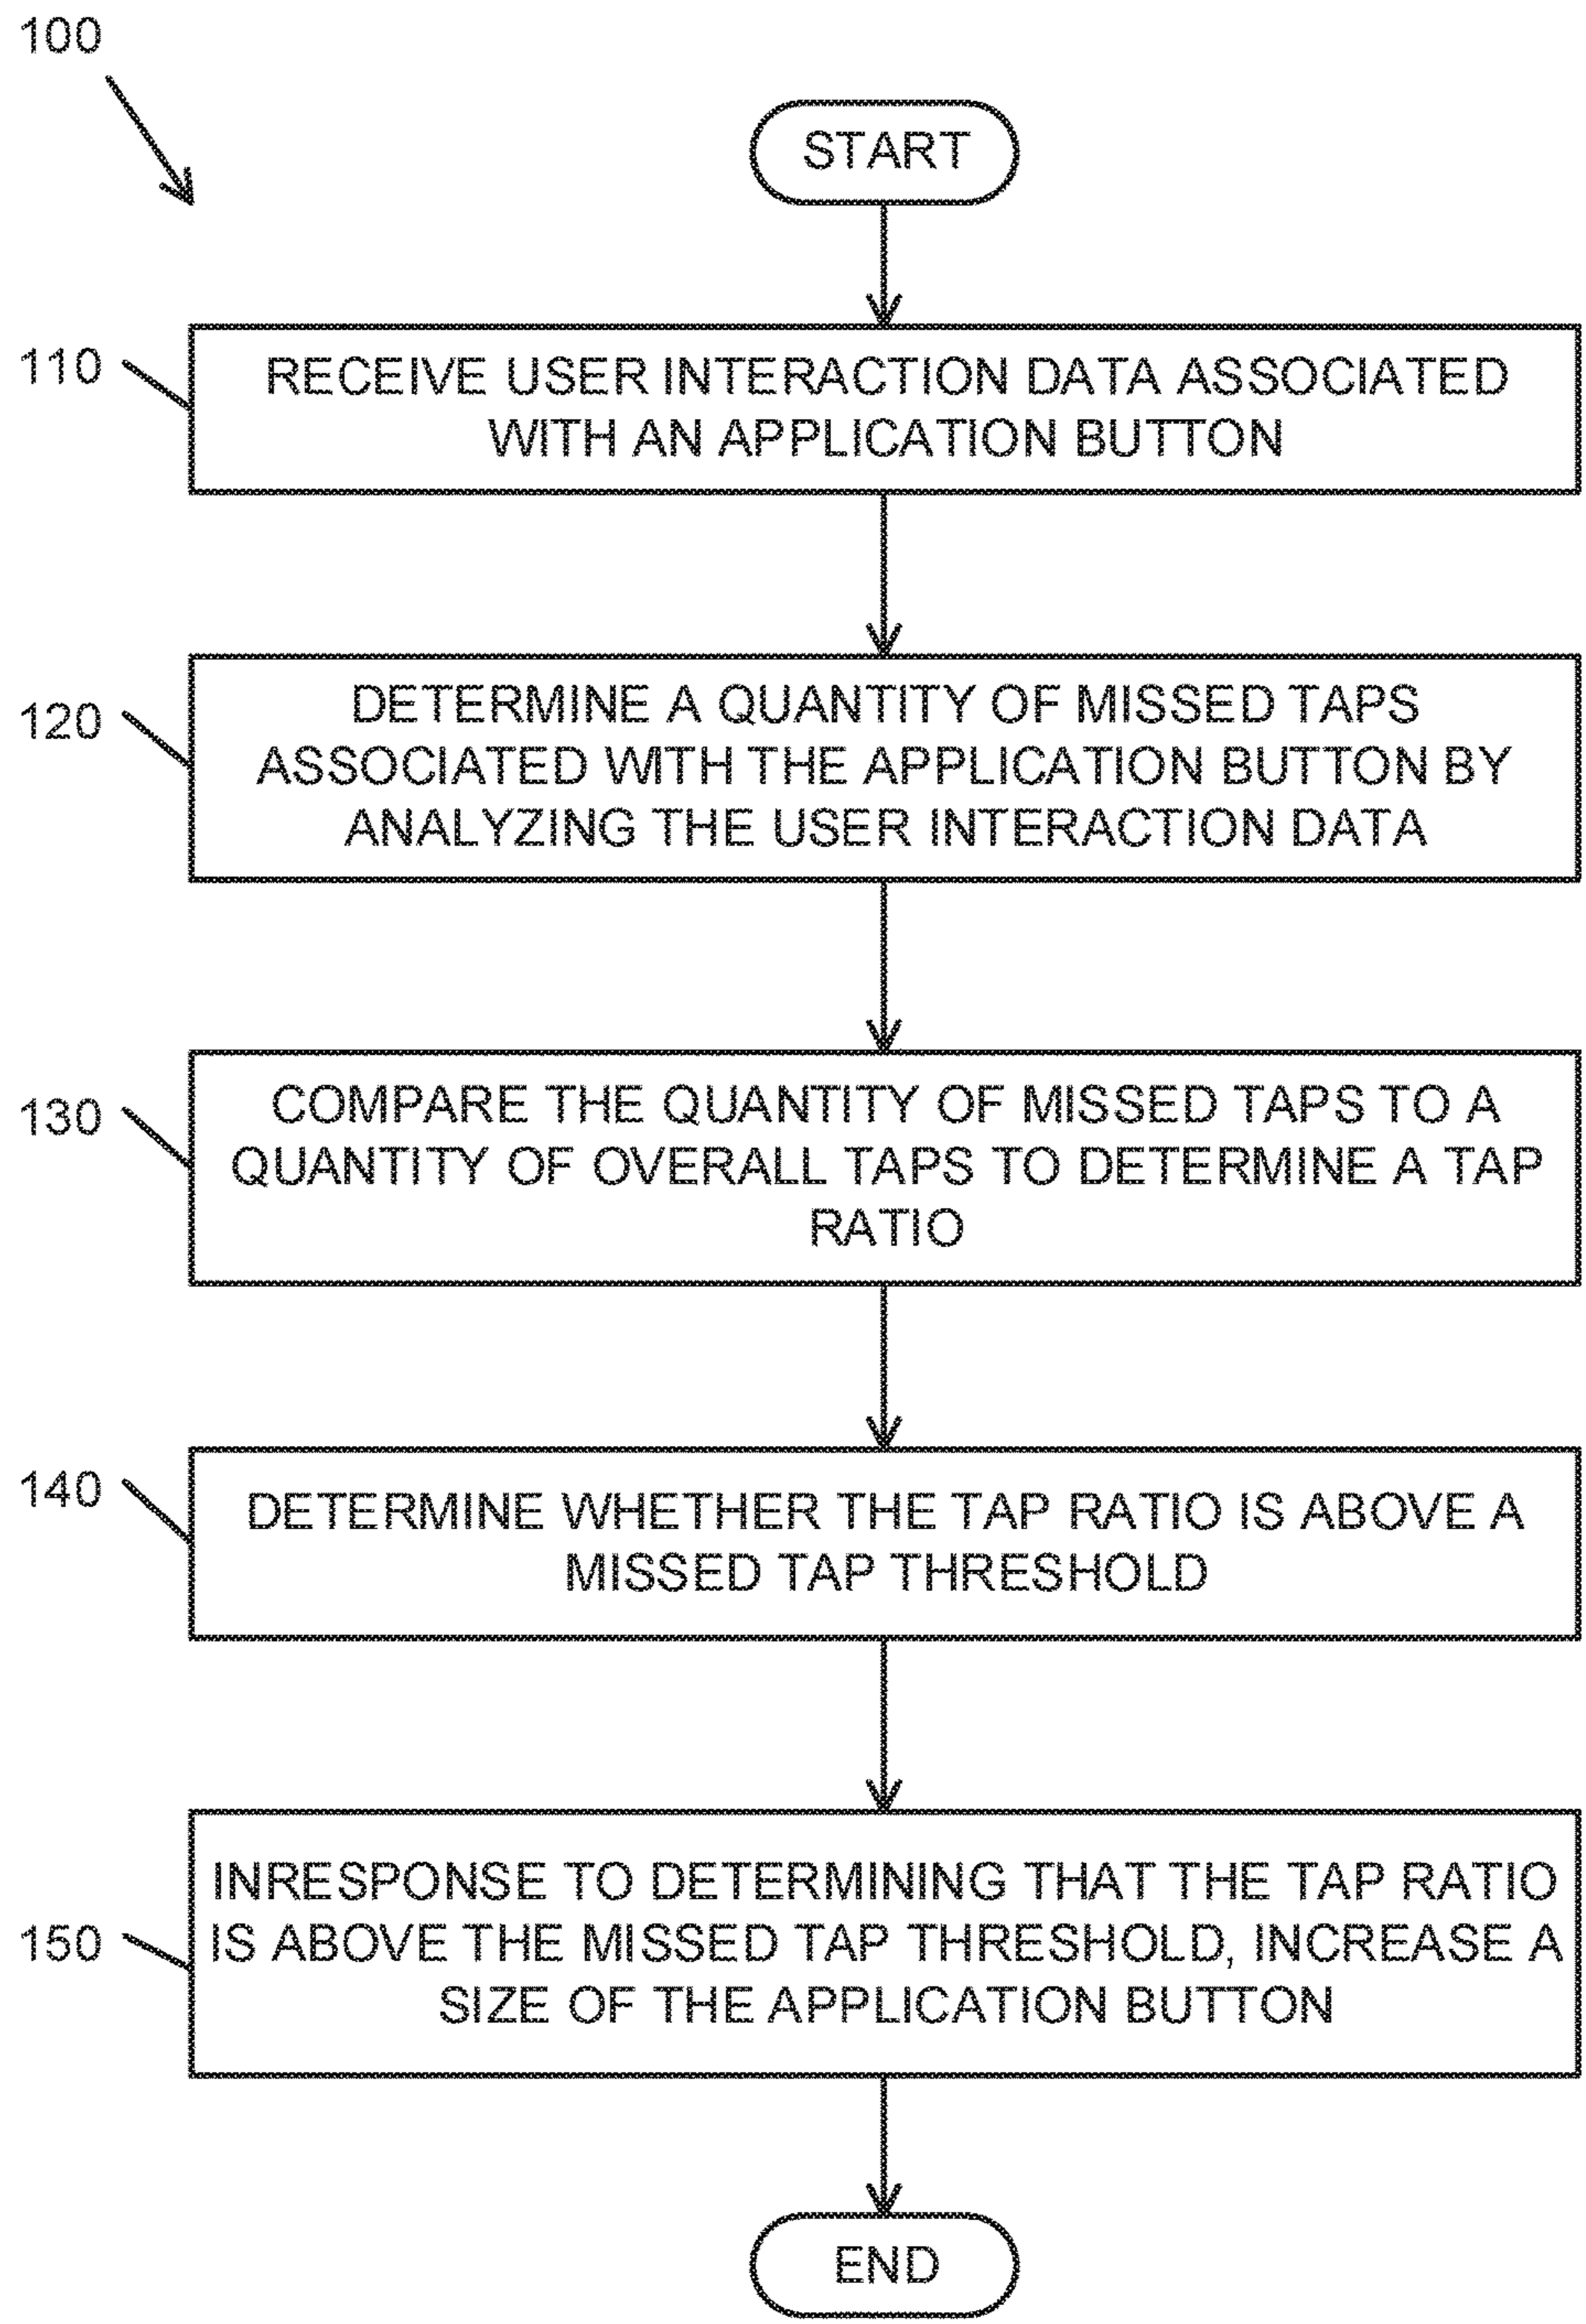 100
START
110
RECEIVE USER INTERACTION DATA ASSOCIATED
WITH AN APPLICATION BUTTON
120
DETERMINE A QUANTITY OF MISSED TAPS
ASSOCIATED WITH THE APPLICATION BUTTON BY
ANALYZING THE USER INTERACTION DATA
130
COMPARE THE QUANTITY OF MISSED TAPS TO A
QUANTITY OF OVERALL TAPS TO DETERMINE A TAP
RATIO
140
DETERMINE WHETHER THE TAP RATIO IS ABOVE A
MISSED TAP THRESHOLD
150
INRESPONSE TO DETERMINING THAT THE TAP RATIO
IS ABOVE THE MISSED TAP THRESHOLD, INCREASE A
SIZE OF THE APPLICATION BUTTON
END